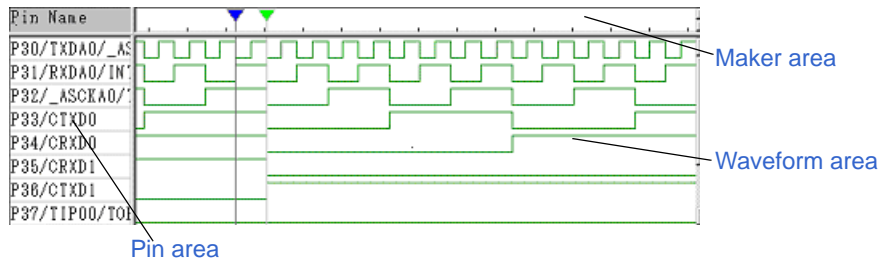 Pin Name
P30/TXDA0/_AS
P31/RXDA0/INT
P32/_ASCKA0/
P33/CTXD0
P34/CRXD0
P35/CRXD1
P36/CTXD1
P37/TIP00/TOP
Maker area
Waveform area
Pin area